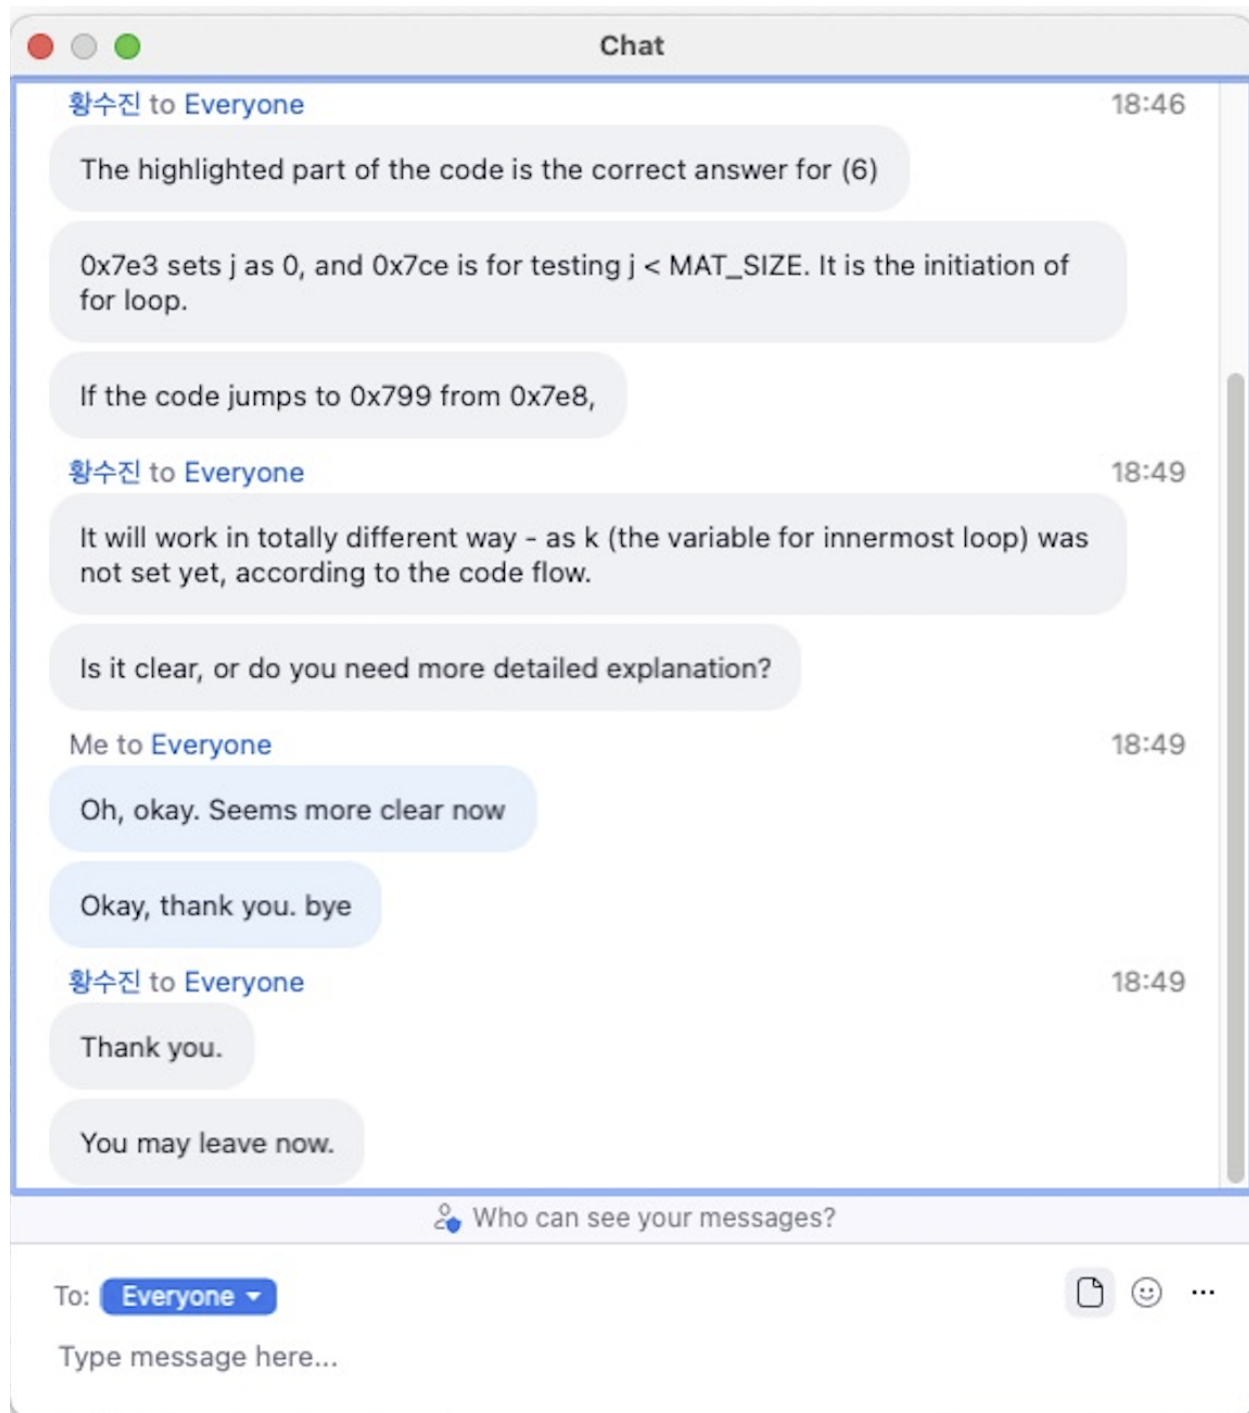 Chat
황수진 to Everyone 18:46
The highlighted part of the code is the correct answer for (6)
0x7e3 sets j as 0, and 0x7ce is for testing j < MAT_SIZE. It is the initiation of
for loop.
If the code jumps to 0x799 from 0x7e8,
황수진 to Everyone 18:49
It will work in totally different way - as k (the variable for innermost loop) was
not set yet, according to the code flow.
Is it clear, or do you need more detailed explanation?
Me to Everyone 18:49
Oh, okay. Seems more clear now
Okay, thank you. bye
황수진 to Everyone 18:49
Thank you.
You may leave now.
Who can see your messages?
To: Everyone
Type message here...